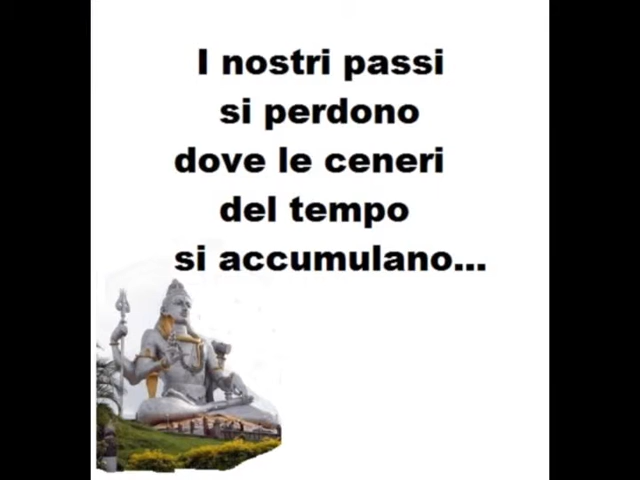 I nostri passi
si perdono
dove le ceneri
del tempo
si accumulano...